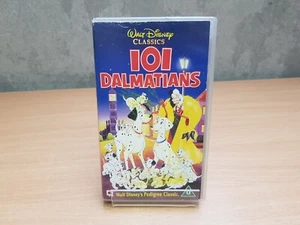 Walt Disney
CLASSICS
101
DALMATIANS
Walt Disney's Pedigree Classic.
U